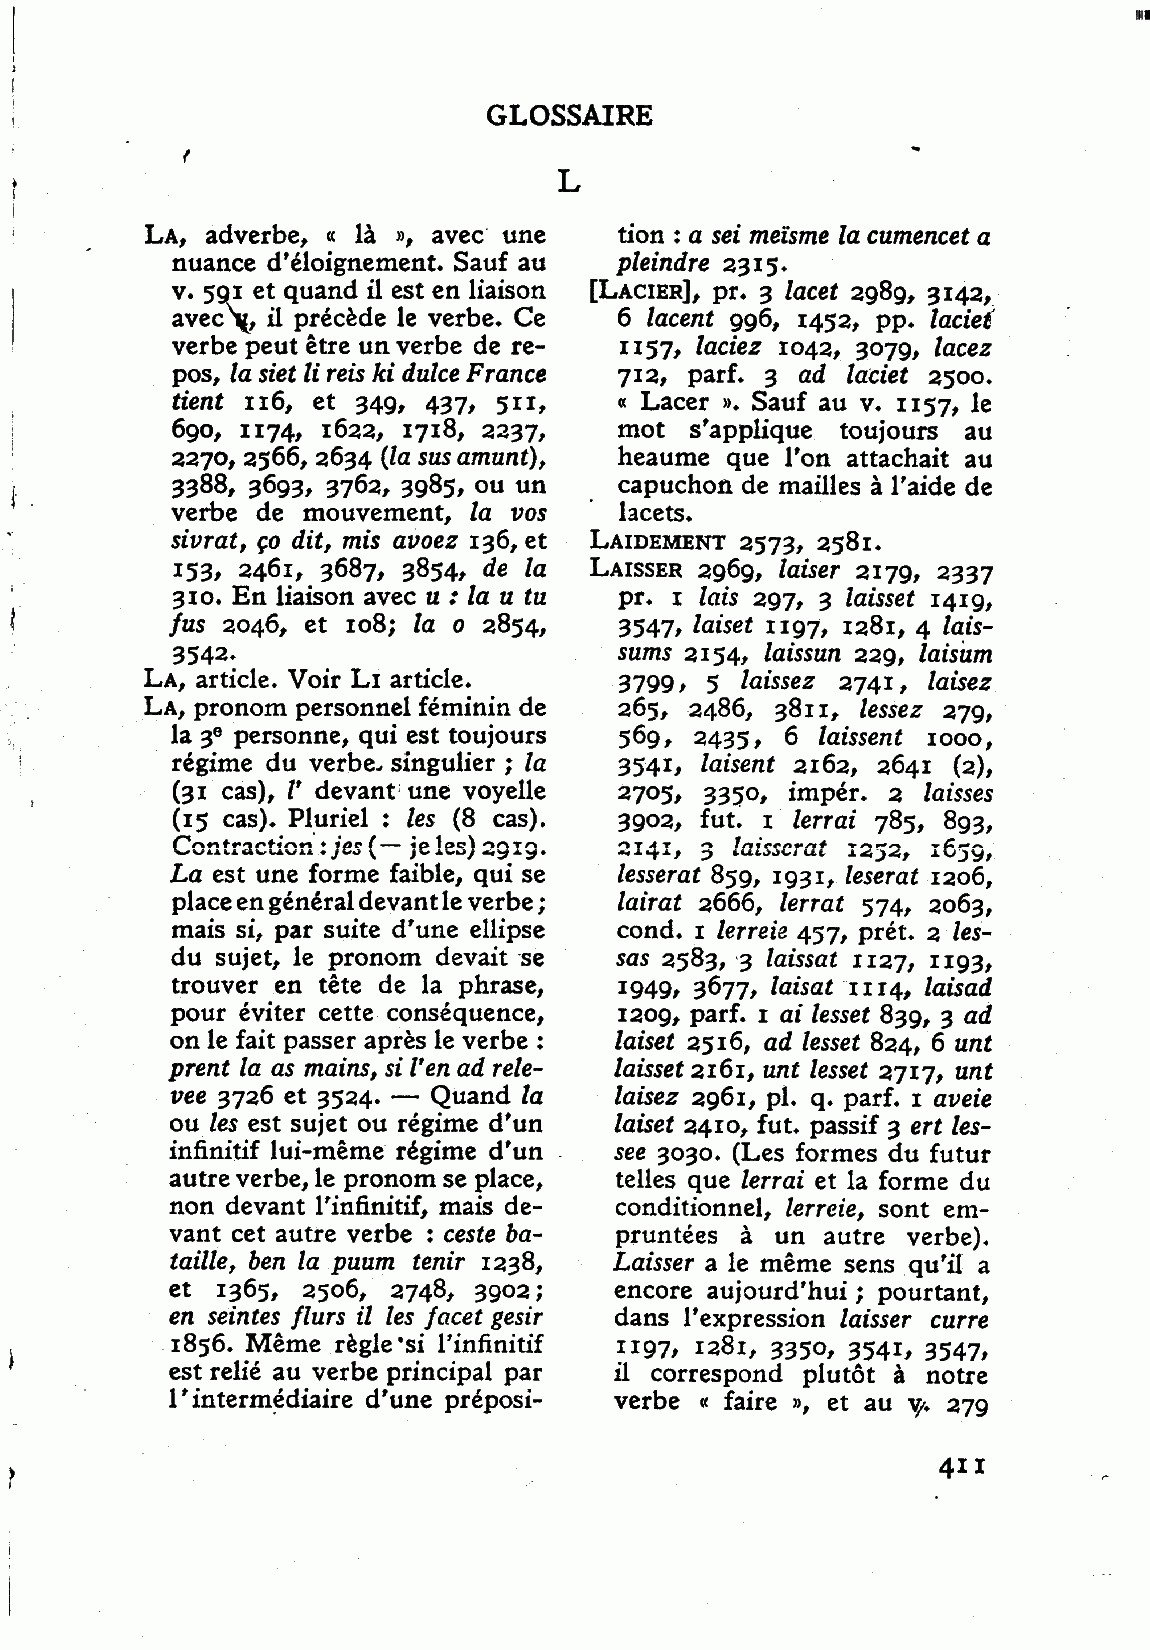 GLOSSAIRE
L
LA, adverbe, « là », avec une
nuance d'éloignement. Sauf au
v. 591 et quand il est en liaison
avec, il précède le verbe. Ce
verbe peut être un verbe de re-
pos, la siet li reis ki dulce France
tient 116, et 349, 437, 511,
690, 1174, 1622, 1718, 2237,
2270, 2566, 2634 (la sus amunt),
3388, 3693, 3762, 3985, ou un
verbe de mouvement, la vos
sivrat, ço dit, mis avoez 136, et
153, 2461, 3687, 3854, de la
310. En liaison avec u : la u tu
fus 2046, et 108; la o 2854,
3542.
LA, article. Voir LI article.
LA, pronom personnel féminin de
la 3e personne, qui est toujours
régime du verbe. singulier ; la
(31 cas), l' devant une voyelle
(15 cas). Pluriel : les (8 cas).
Contraction : jes (— je les) 2919.
La est une forme faible, qui se
place en général devant le verbe ;
mais si, par suite d'une ellipse
du sujet, le pronom devait se
trouver en tête de la phrase,
pour éviter cette conséquence,
on le fait passer après le verbe :
prent la as mains, si l'en ad rele-
vee 3726 et 3524. — Quand la
ou les est sujet ou régime d'un
infinitif lui-même régime d'un
autre verbe, le pronom se place,
non devant l'infinitif, mais de-
vant cet autre verbe : ceste ba-
taille, ben la puum tenir 1238,
et 1365, 2506, 2748, 3902 ;
en seintes flurs il les facet gesir
1856. Même règle si l'infinitif
est relié au verbe principal par
l'intermédiaire d'une préposi-
tion : a sei meïsme la cumencet a
pleindre 2315.
[LACIER], pr. 3 lacet 2989, 3142,
6 lacent 996, 1452, pp. laciet
1157, laciez 1042, 3079, lacez
712, parf. 3 ad laciet 2500.
« Lacer ». Sauf au v. 1157, le
mot s'applique toujours au
heaume que l'on attachait au
capuchon de mailles à l'aide de
lacets.
LAIDEMENT 2573, 2581.
LAISSER 2969, laiser 2179, 2337
pr. 1 lais 297, 3 laisset 1419,
3547, laiset 1197, 1281, 4 lais-
sums 2154, laissun 229, laisum
3799, 5 laissez 2741, laisez
265, 2486, 3811, lessez 279,
569, 2435, 6 laissent 1000,
3541, laisent 2162, 2641 (2),
2705, 3350, impér. 2 laisses
3902, fut. 1 lerrai 785, 893,
2141, 3 laisserat 1252, 1659,
lesserat 859, 1931, leserat 1206,
lairat 2666, lerrat 574, 2063,
cond. 1 lerreie 457, prét. 2 les-
sas 2583, 3 laissat 1127, 1193,
1949, 3677, laisat 1114, laisad
1209, parf. 1 ai lesset 839, 3 ad
laiset 2516, ad lesset 824, 6 unt
laisset 2161, unt lesset 2717, unt
laisez 2961, pl. q. parf. 1 aveie
laiset 2410, fut. passif 3 ert les-
see 3030. (Les formes du futur
telles que lerrai et la forme du
conditionnel, lerreie, sont em-
pruntées à un autre verbe).
Laisser a le même sens qu'il a
encore aujourd'hui ; pourtant,
dans l'expression laisser curre
1197, 1281, 3350, 3541, 3547,
il correspond plutôt à notre
verbe « faire », et au v. 279
411